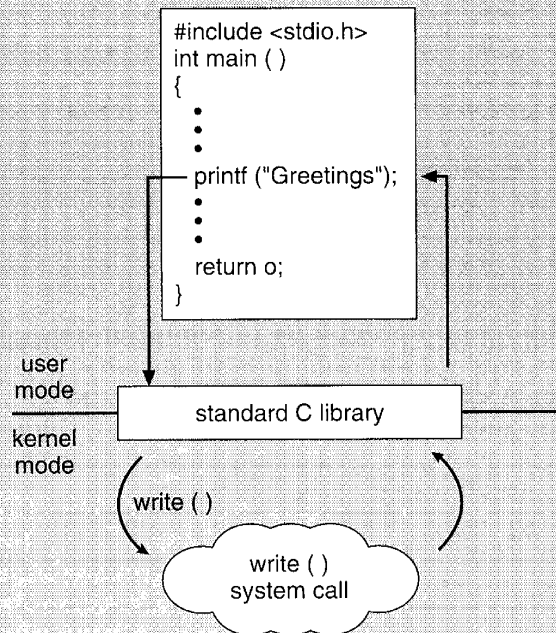 #include <stdio.h>
int main ( )
{
•
•
•
printf ("Greetings");
•
•
•
return o;
}
user
mode
standard C library
kernel
mode
write ( )
write ( )
system call